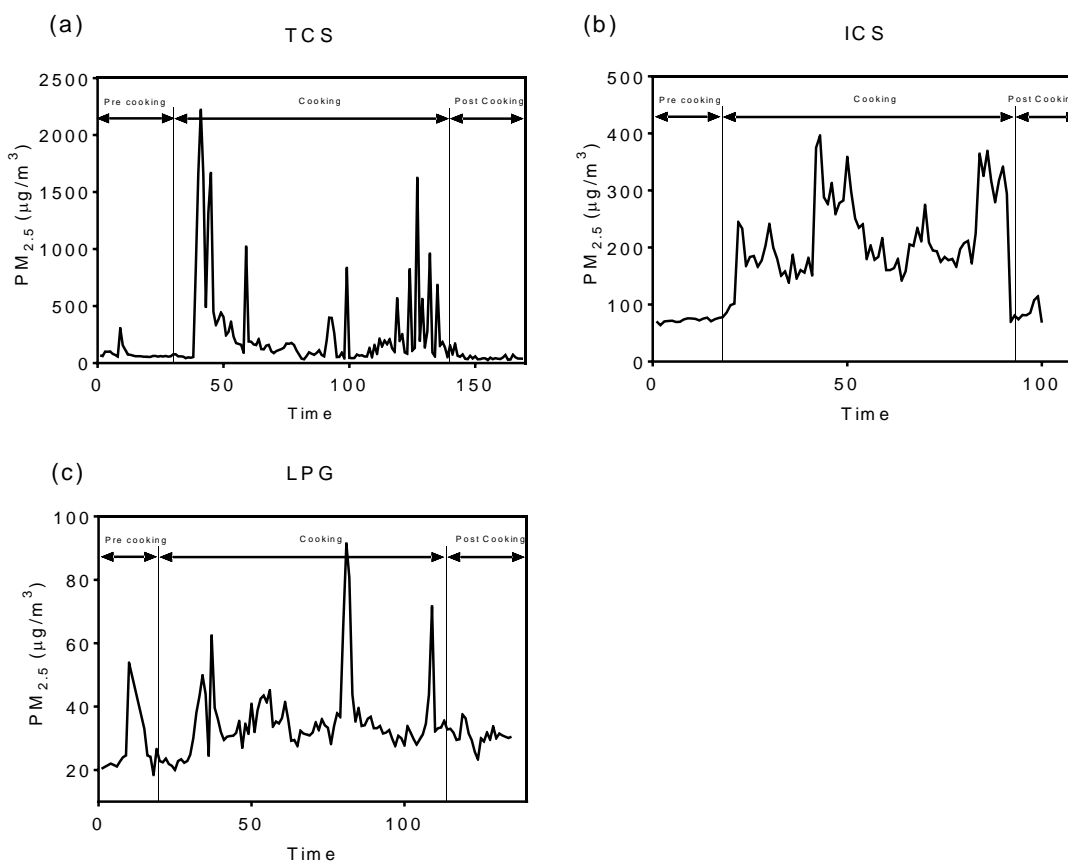 (a)
TCS
PM2.5 (μg/m3)
2500
2000
1500
1000
500
0
Pre cooking
Cooking
Post Cooking
0 50 100 150
Time
(b)
ICS
PM2.5 (μg/m3)
500
400
300
200
100
0
Pre cooking
Cooking
Post Cooking
0 50 100
Time
(c)
LPG
PM2.5 (μg/m3)
100
80
60
40
20
Pre cooking
Cooking
Post Cooking
0 50 100
Time